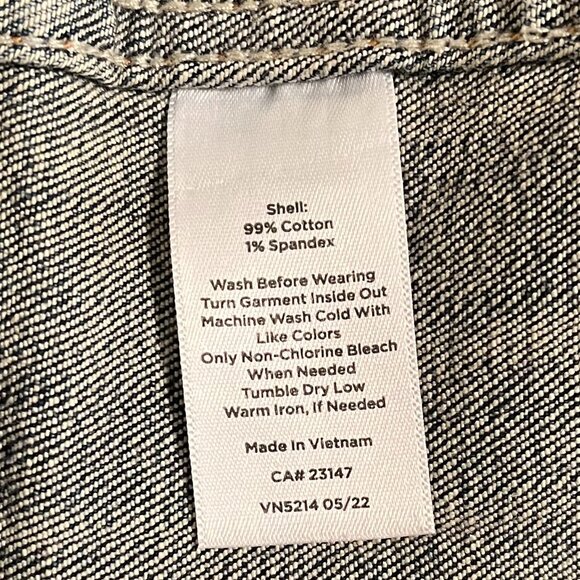 Shell:
99% Cotton
1% Spandex
Wash Before Wearing
Turn Garment Inside Out
Machine Wash Cold With
Like Colors
Only Non-Chlorine Bleach
When Needed
Tumble Dry Low
Warm Iron, If Needed
Made In Vietnam
CA# 23147
VN5214 05/22